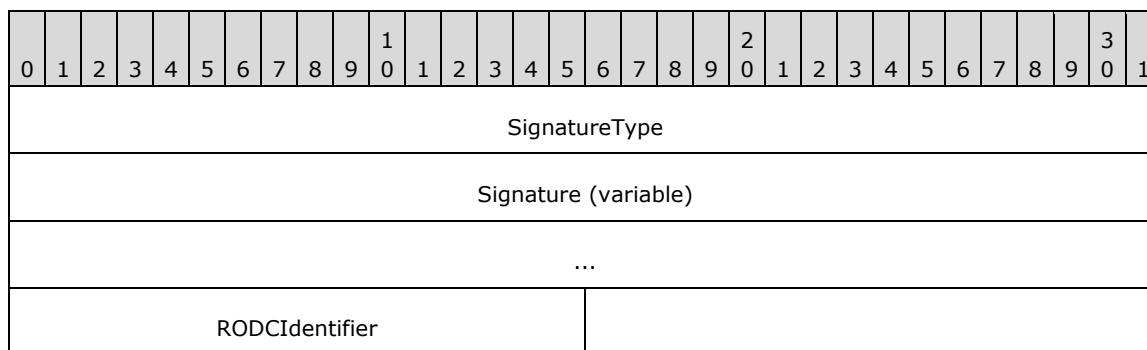 1 2 3
0 1 2 3 4 5 6 7 8 9 0 1 2 3 4 5 6 7 8 9 0 1 2 3 4 5 6 7 8 9 0 1
SignatureType
Signature (variable)
...
RODCIdentifier